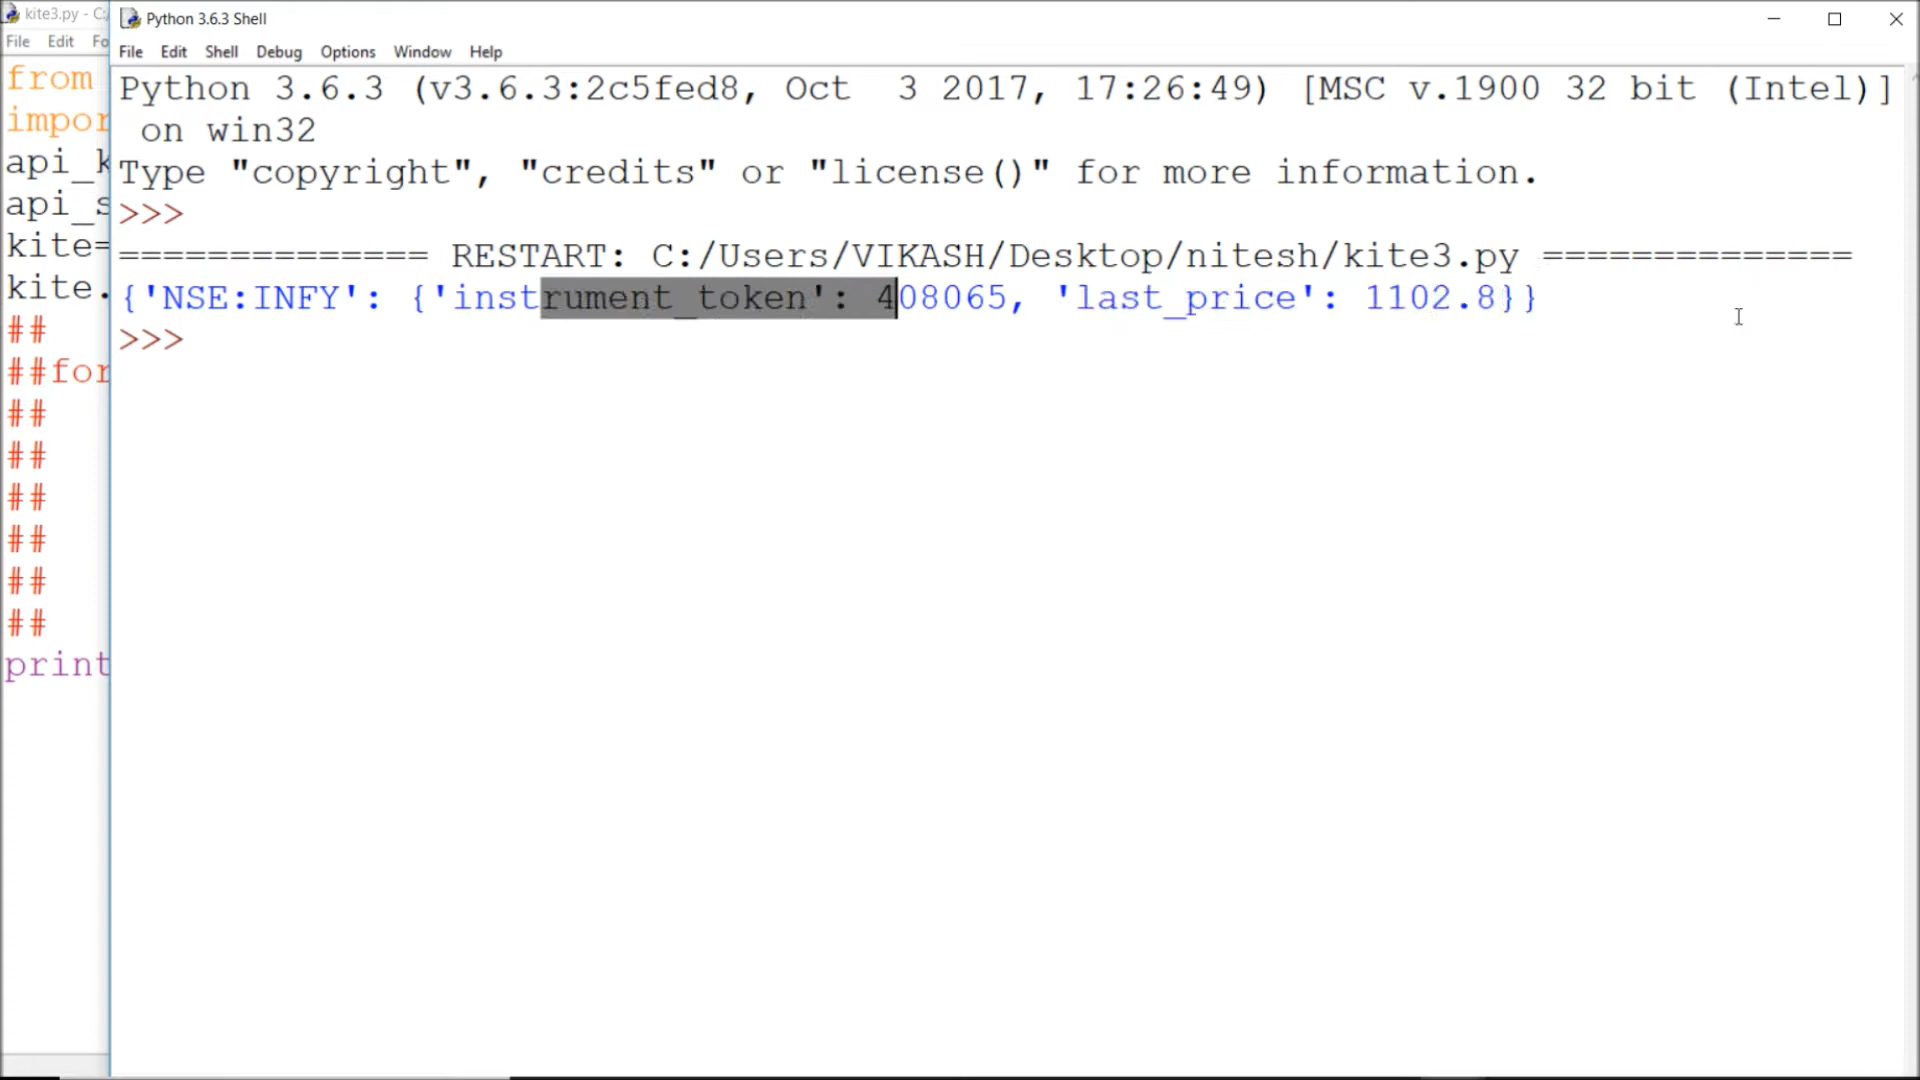 kite3.py - C:/
File Edit Fo
from
impor
api_k
api_s
kite=
kite.
##
##for
##
##
##
##
##
##
print
Python 3.6.3 Shell
File Edit Shell Debug Options Window Help
Python 3.6.3 (v3.6.3:2c5fed8, Oct  3 2017, 17:26:49) [MSC v.1900 32 bit (Intel)]
on win32
Type "copyright", "credits" or "license()" for more information.
>>>
============== RESTART: C:/Users/VIKASH/Desktop/nitesh/kite3.py ==============
{'NSE:INFY': {'instrument_token': 408065, 'last_price': 1102.8}}
>>>